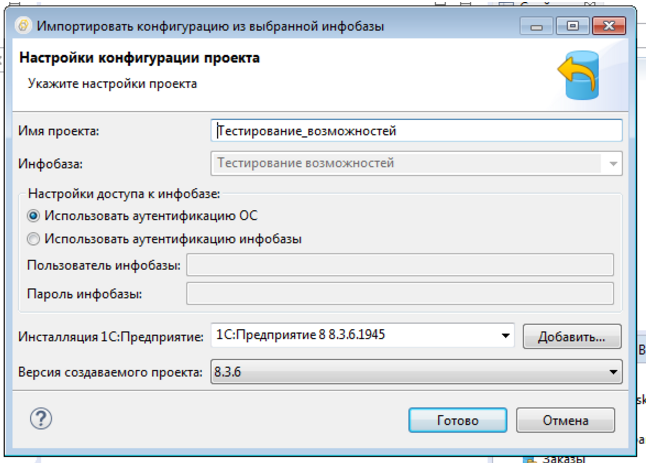 Импортировать конфигурацию из выбранной инфобазы
Настройки конфигурации проекта
Укажите настройки проекта
Имя проекта: Тестирование_возможностей
Инфобаза: Тестирование возможностей
Настройки доступа к инфобазе:
Использовать аутентификацию ОС
Использовать аутентификацию инфобазы
Пользователь инфобазы:
Пароль инфобазы:
Инсталляция 1С:Предприятие: 1С:Предприятие 8 8.3.6.1945 Добавить...
Версия создаваемого проекта: 8.3.6
? Готово Отмена
Заказы